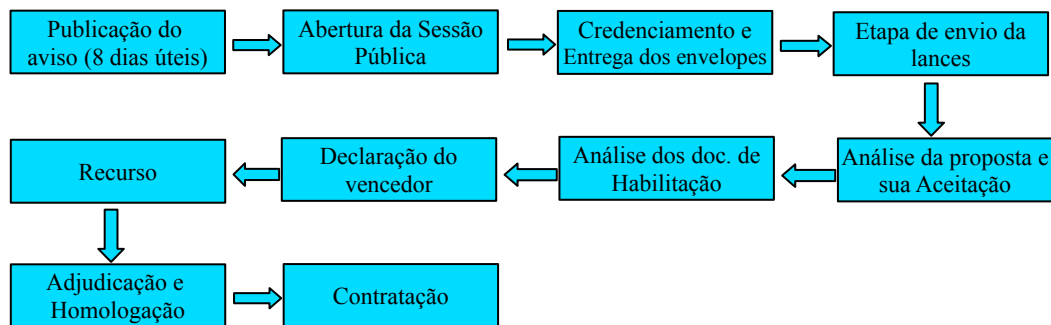 Publicação do
aviso (8 dias úteis)
Abertura da Sessão
Pública
Credenciamento e
Entrega dos envelopes
Etapa de envio da
lances
Análise da proposta e
sua Aceitação
Análise dos doc. de
Habilitação
Declaração do
vencedor
Recurso
Adjudicação e
Homologação
Contratação